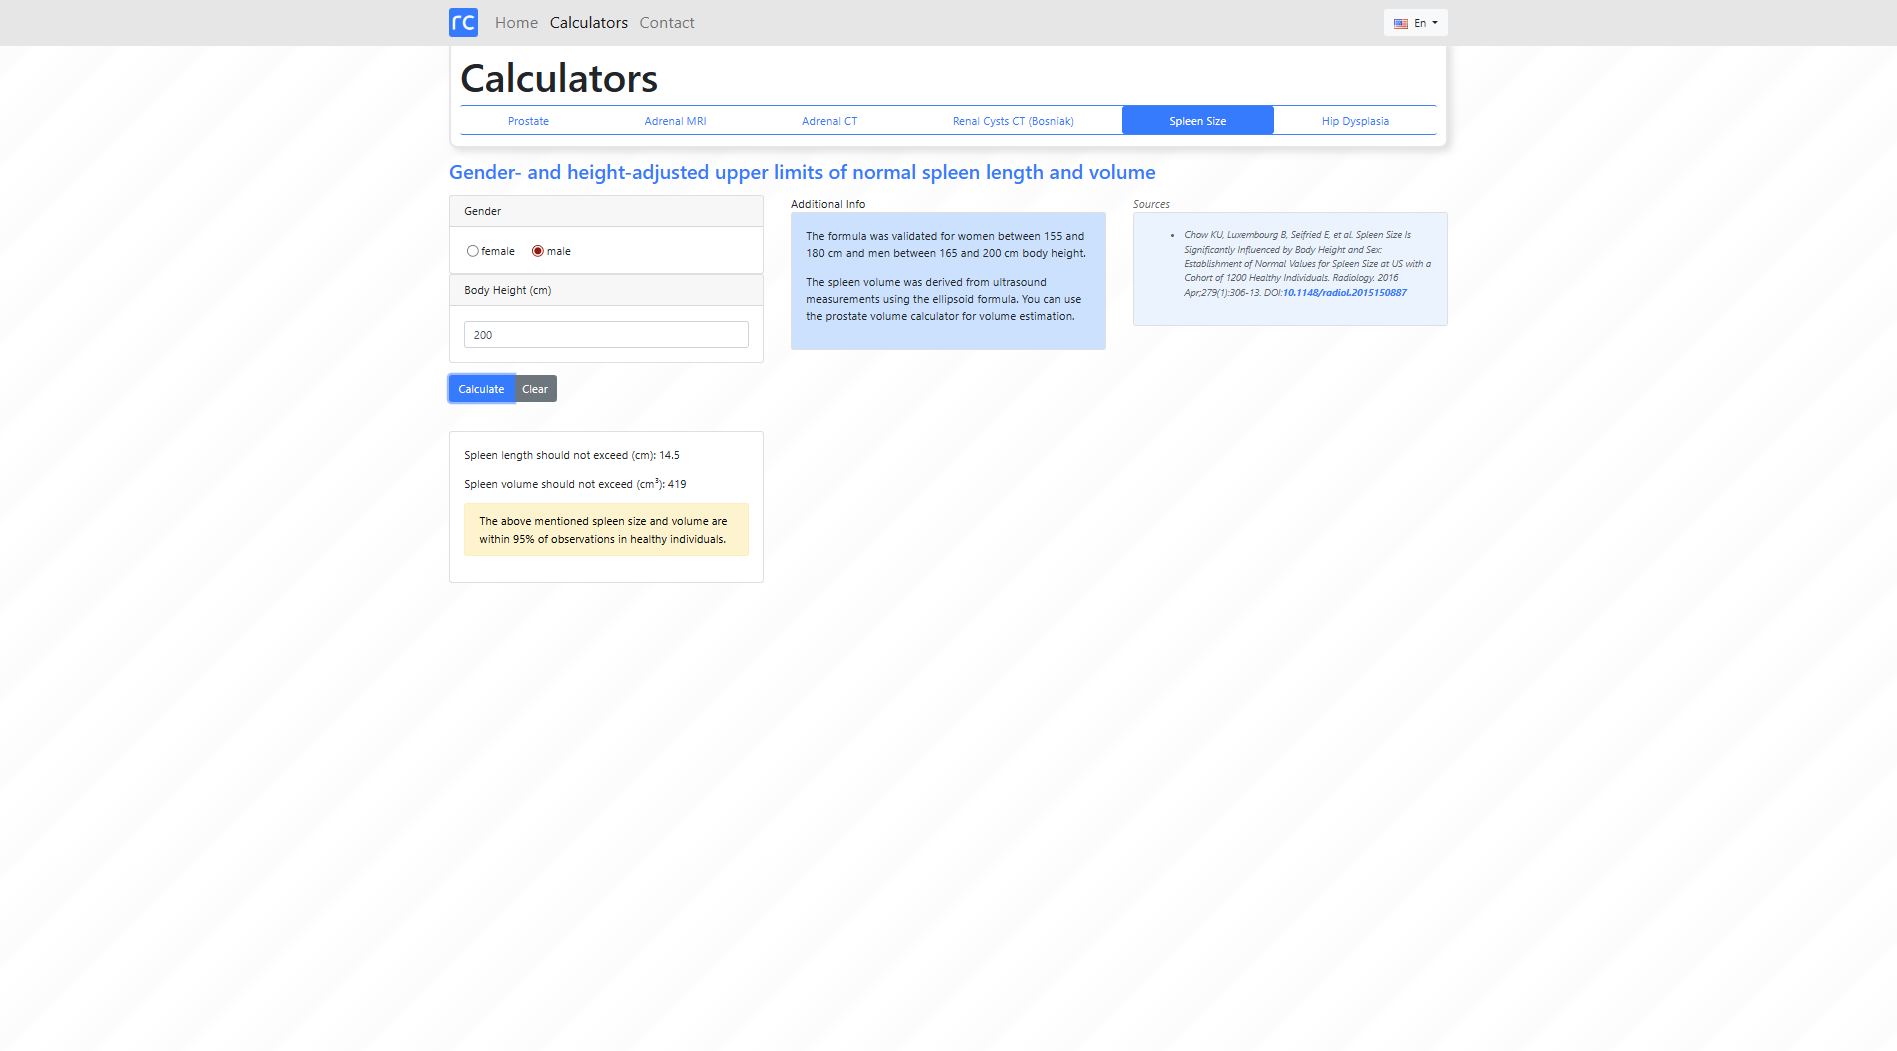 rc Home Calculators Contact En
Calculators
Prostate Adrenal MRI Adrenal CT Renal Cysts CT (Bosniak) Spleen Size Hip Dysplasia
Gender- and height-adjusted upper limits of normal spleen length and volume
Gender
female male
Body Height (cm)
200
Calculate Clear
Spleen length should not exceed (cm): 14.5
Spleen volume should not exceed (cm³): 419
The above mentioned spleen size and volume are
within 95% of observations in healthy individuals.
Additional Info
The formula was validated for women between 155 and
180 cm and men between 165 and 200 cm body height.
The spleen volume was derived from ultrasound
measurements using the ellipsoid formula. You can use
the prostate volume calculator for volume estimation.
Sources
• Chow KU, Luxembourg B, Seifried E, et al. Spleen Size Is
Significantly Influenced by Body Height and Sex:
Establishment of Normal Values for Spleen Size at US with a
Cohort of 1200 Healthy Individuals. Radiology. 2016
Apr;279(1):306-13. DOI:10.1148/radiol.2015150887